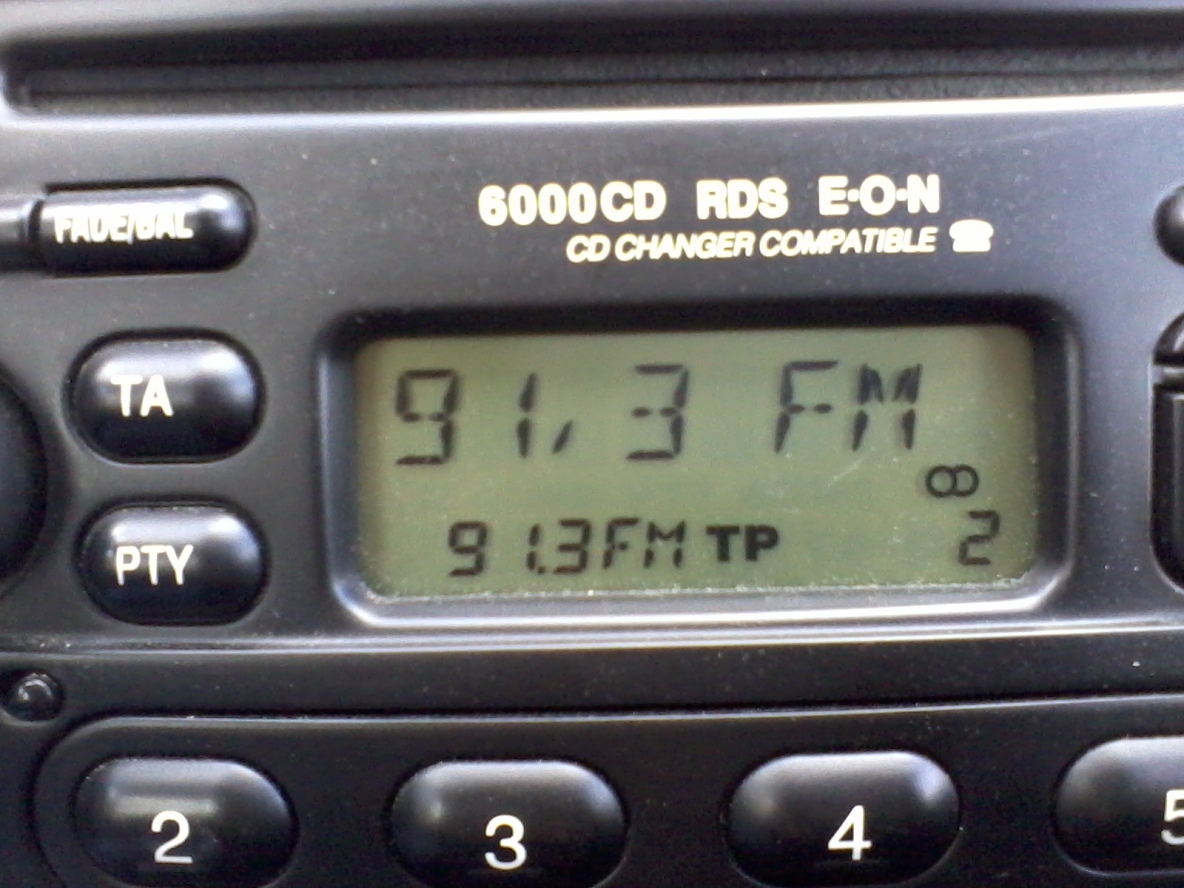 6000CD RDS E·O·N
CD CHANGER COMPATIBLE
FADE/BAL
TA
91,3 FM
PTY
91.3FM TP 2
2 3 4 5